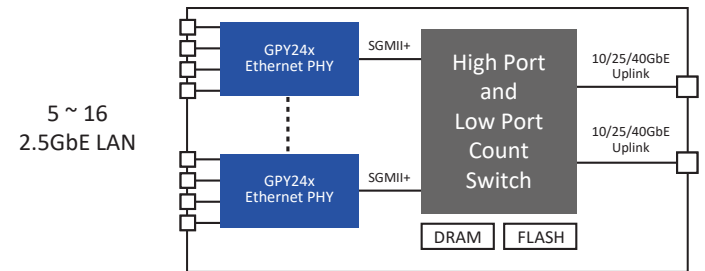 5 ~ 16
2.5GbE LAN
GPY24x
Ethernet PHY
SGMII+
GPY24x
Ethernet PHY
SGMII+
High Port
and
Low Port
Count
Switch
DRAM
FLASH
10/25/40GbE
Uplink
10/25/40GbE
Uplink